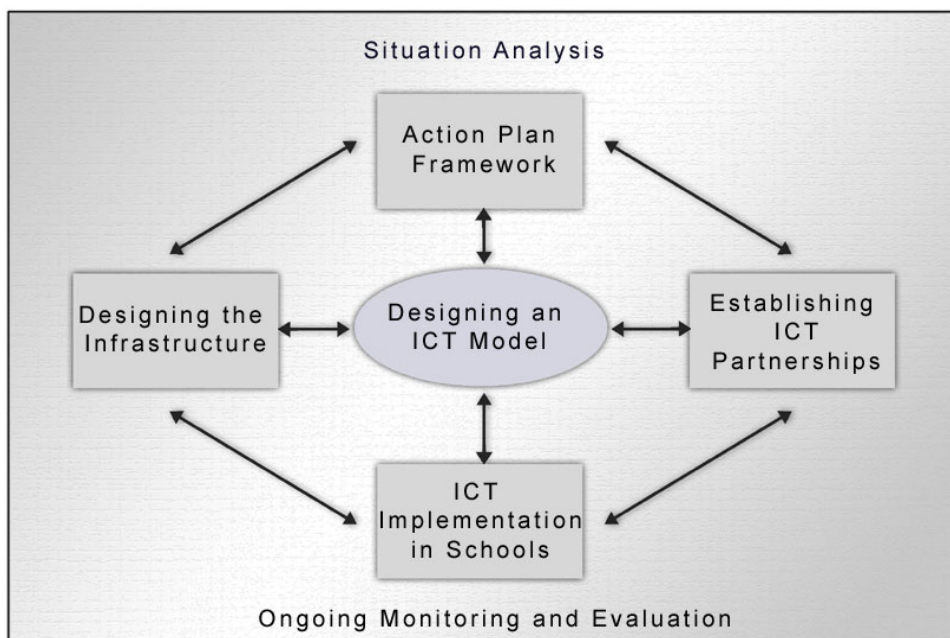 Situation Analysis
Action Plan
Framework
Designing the
Infrastructure
Designing an
ICT Model
Establishing
ICT
Partnerships
ICT
Implementation
in Schools
Ongoing Monitoring and Evaluation